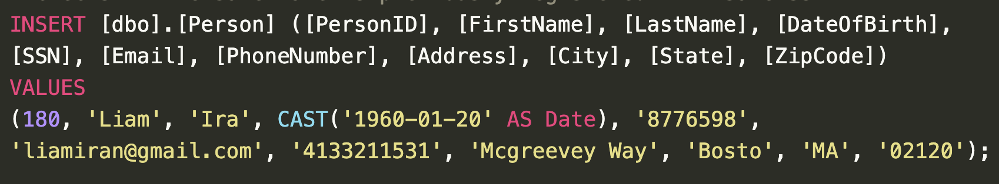 INSERT [dbo].[Person] ([PersonID], [FirstName], [LastName], [DateOfBirth],
[SSN], [Email], [PhoneNumber], [Address], [City], [State], [ZipCode])
VALUES
(180, 'Liam', 'Ira', CAST('1960-01-20' AS Date), '8776598',
'liamiran@gmail.com', '4133211531', 'Mcgreevey Way', 'Bosto', 'MA', '02120');